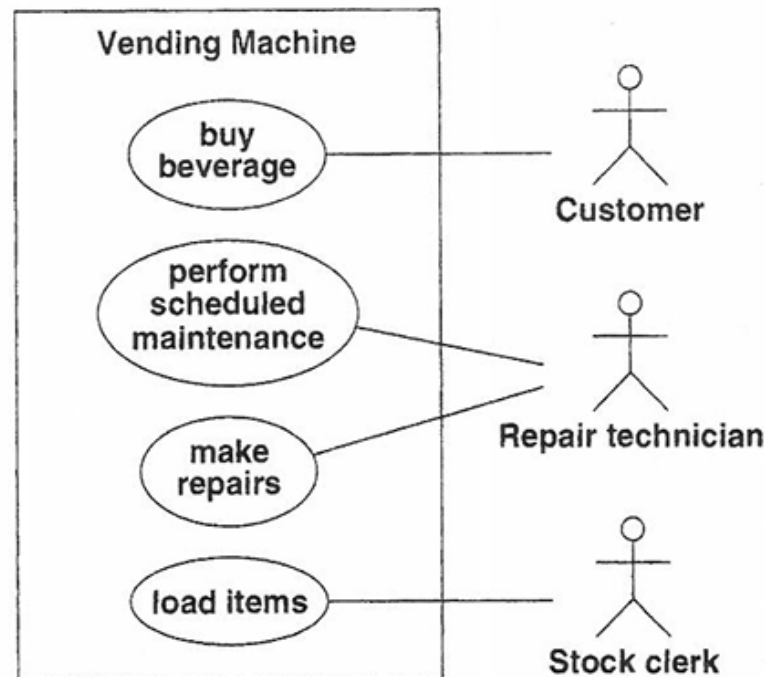 Vending Machine
buy
beverage
Customer
perform
scheduled
maintenance
Repair technician
make
repairs
load items
Stock clerk